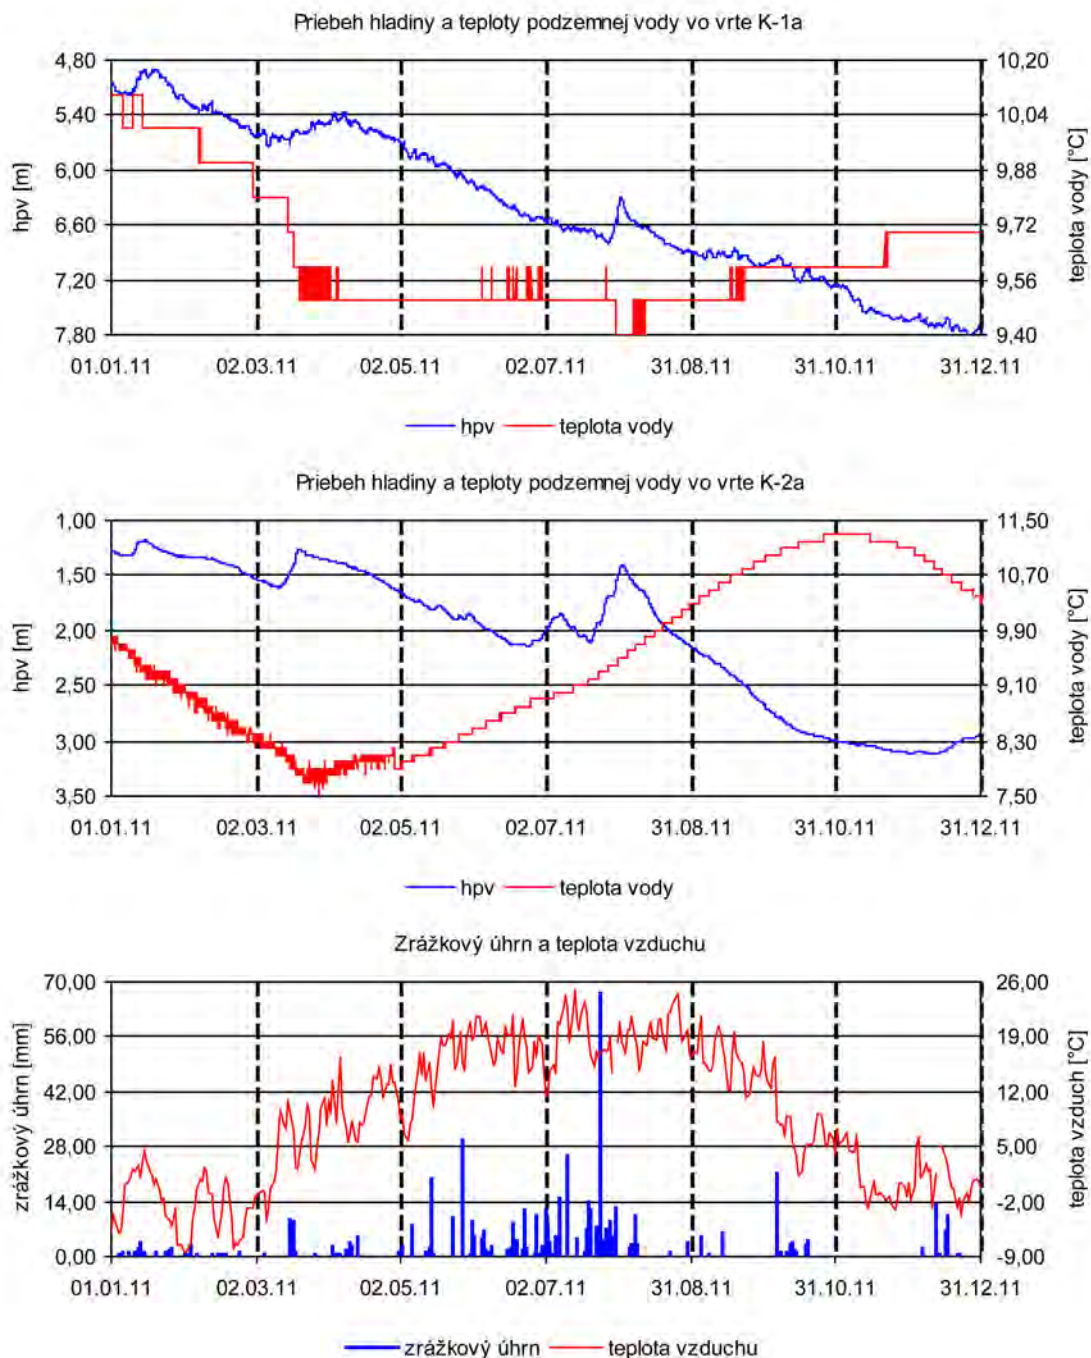 Priebeh hladiny a teploty podzemnej vody vo vrte K-1a
hpv [m]
4,80
5,40
6,00
6,60
7,20
7,80
10,20
10,04
9,88
9,72
9,56
9,40
teplota vody [°C]
01.01.11 02.03.11 02.05.11 02.07.11 31.08.11 31.10.11 31.12.11
hpv teplota vody
Priebeh hladiny a teploty podzemnej vody vo vrte K-2a
hpv [m]
1,00
1,50
2,00
2,50
3,00
3,50
11,50
10,70
9,90
9,10
8,30
7,50
teplota vody [°C]
01.01.11 02.03.11 02.05.11 02.07.11 31.08.11 31.10.11 31.12.11
hpv teplota vody
Zrážkový úhrn a teplota vzduchu
zrážkový úhrn [mm]
70,00
56,00
42,00
28,00
14,00
0,00
26,00
19,00
12,00
5,00
-2,00
-9,00
teplota vzduch [°C]
01.01.11 02.03.11 02.05.11 02.07.11 31.08.11 31.10.11 31.12.11
zrážkový úhrn teplota vzduchu